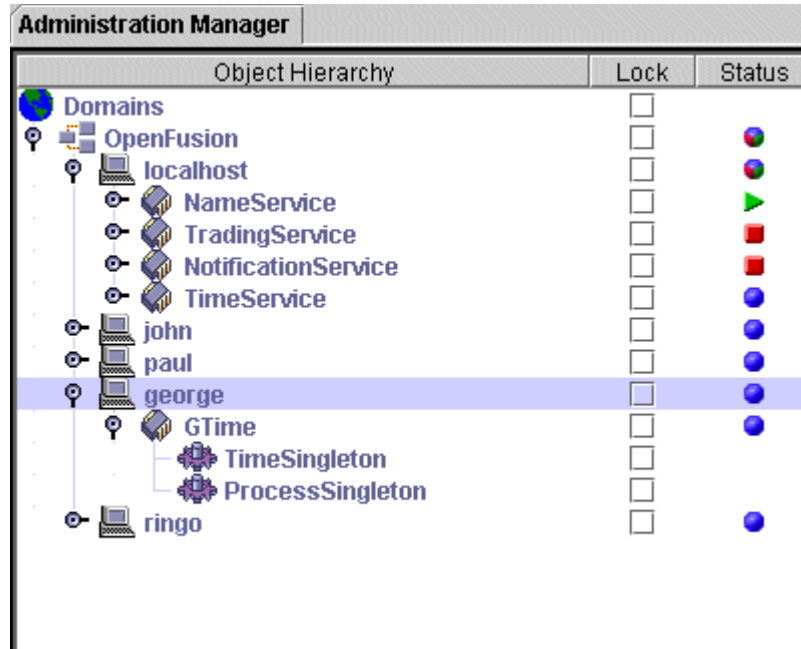 Administration Manager
Object Hierarchy Lock Status
Domains
OpenFusion
localhost
NameService
TradingService
NotificationService
TimeService
john
paul
george
GTime
TimeSingleton
ProcessSingleton
ringo